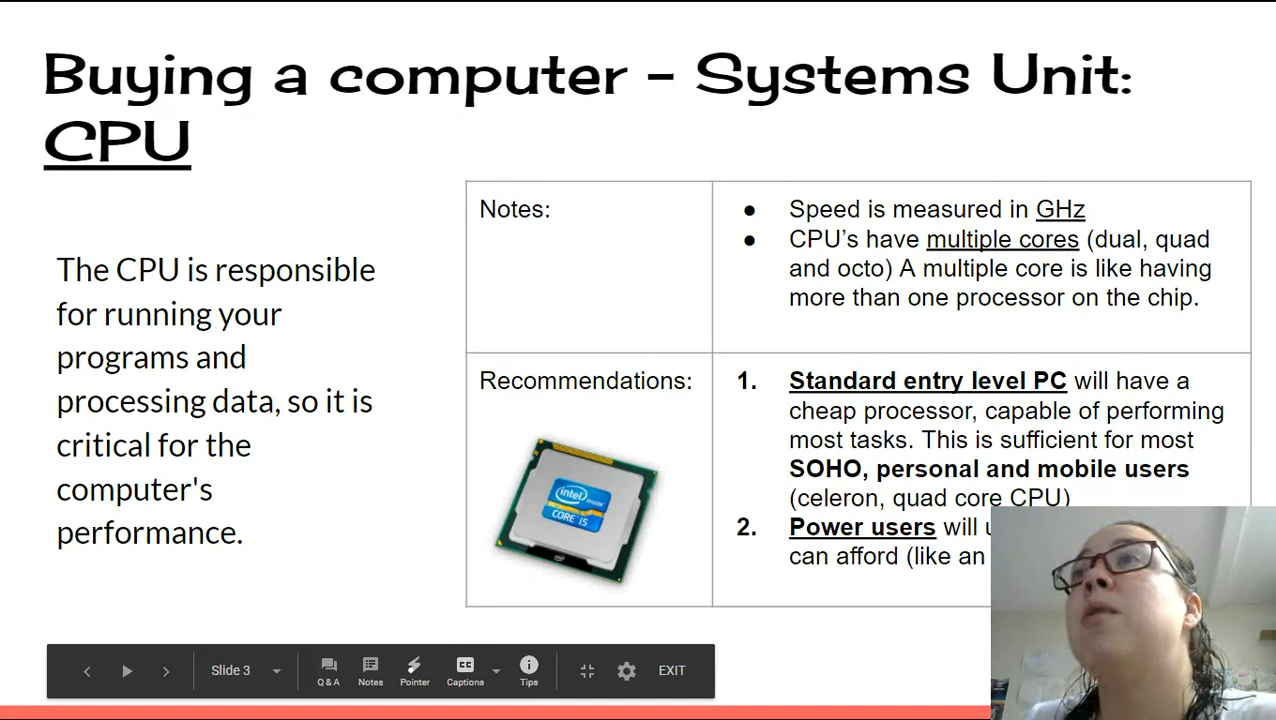 Buying a computer - Systems Unit:
CPU
The CPU is responsible
for running your
programs and
processing data, so it is
critical for the
computer's
performance.
Notes:
● Speed is measured in GHz
● CPU’s have multiple cores (dual, quad
and octo) A multiple core is like having
more than one processor on the chip.
Recommendations:
intel inside
CORE i5
1. Standard entry level PC will have a
cheap processor, capable of performing
most tasks. This is sufficient for most
SOHO, personal and mobile users
(celeron, quad core CPU)
2. Power users will
can afford (like an
Slide 3
Q & A
Notes
Pointer
CC
Captions
Tips
EXIT